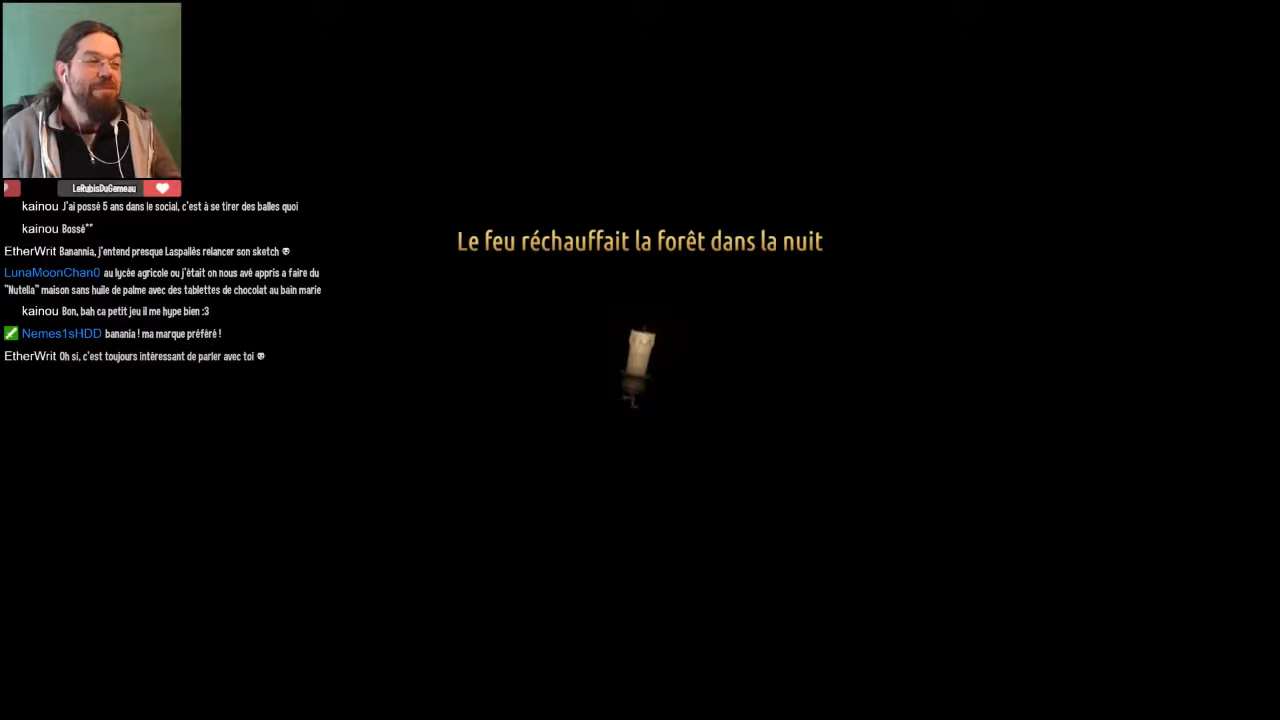 LeRubisDuGemeau
kainou J'ai possé 5 ans dans le social, c'est à se tirer des balles quoi
kainou Bossé**
EtherWrit Banannia, j'entend presque Laspallès relancer son sketch
LunaMoonChan0 au lycée agricole ou j'était on nous avé appris a faire du
"Nutella" maison sans huile de palme avec des tablettes de chocolat au bain marie
kainou Bon, bah ca petit jeu il me hype bien :3
Nemes1sHDD banania ! ma marque préféré !
EtherWrit Oh si, c'est toujours intéressant de parler avec toi
Le feu réchauffait la forêt dans la nuit